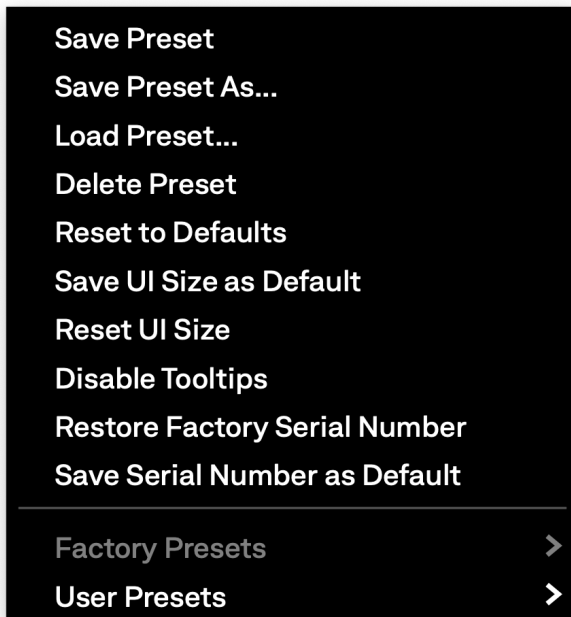 Save Preset
Save Preset As...
Load Preset...
Delete Preset
Reset to Defaults
Save UI Size as Default
Reset UI Size
Disable Tooltips
Restore Factory Serial Number
Save Serial Number as Default
Factory Presets
User Presets